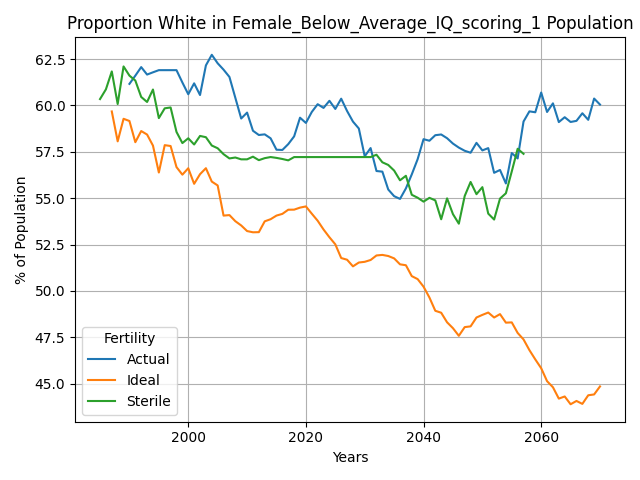 Proportion White in Female_Below_Average_IQ_scoring_1 Population
% of Population
62.5
60.0
57.5
55.0
52.5
50.0
47.5
45.0
Fertility
Actual
Ideal
Sterile
2000
2020
2040
2060
Years